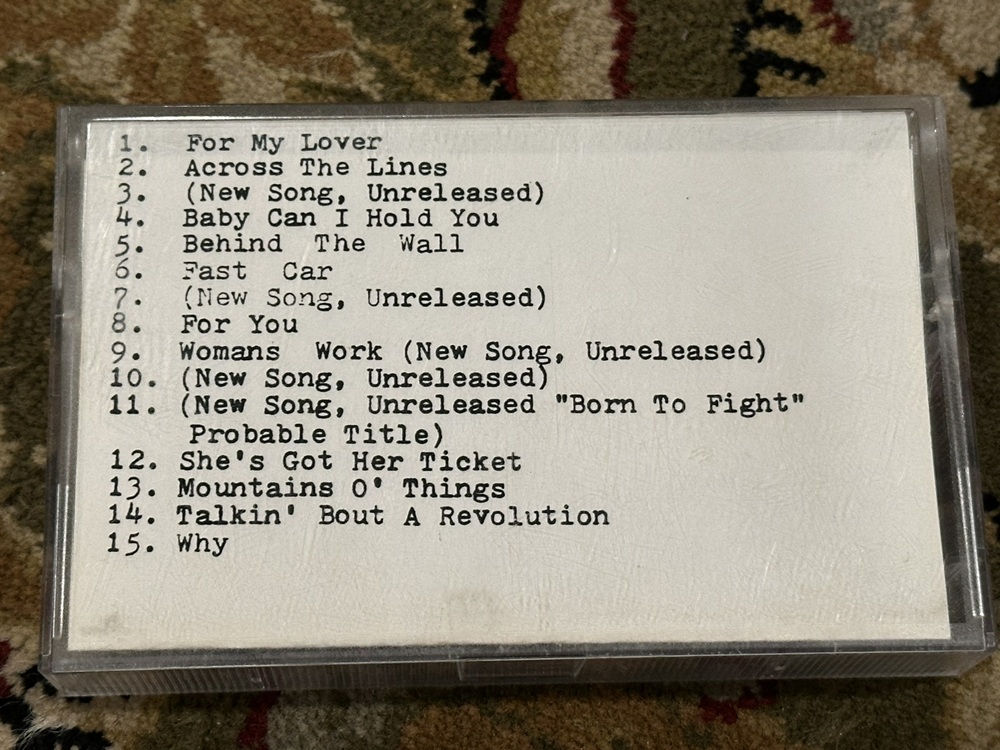 1. For My Lover
2. Across The Lines
3. (New Song, Unreleased)
4. Baby Can I Hold You
5. Behind The Wall
6. Fast Car
7. (New Song, Unreleased)
8. For You
9. Womans Work (New Song, Unreleased)
10. (New Song, Unreleased)
11. (New Song, Unreleased "Born To Fight"
Probable Title)
12. She's Got Her Ticket
13. Mountains O' Things
14. Talkin' Bout A Revolution
15. Why